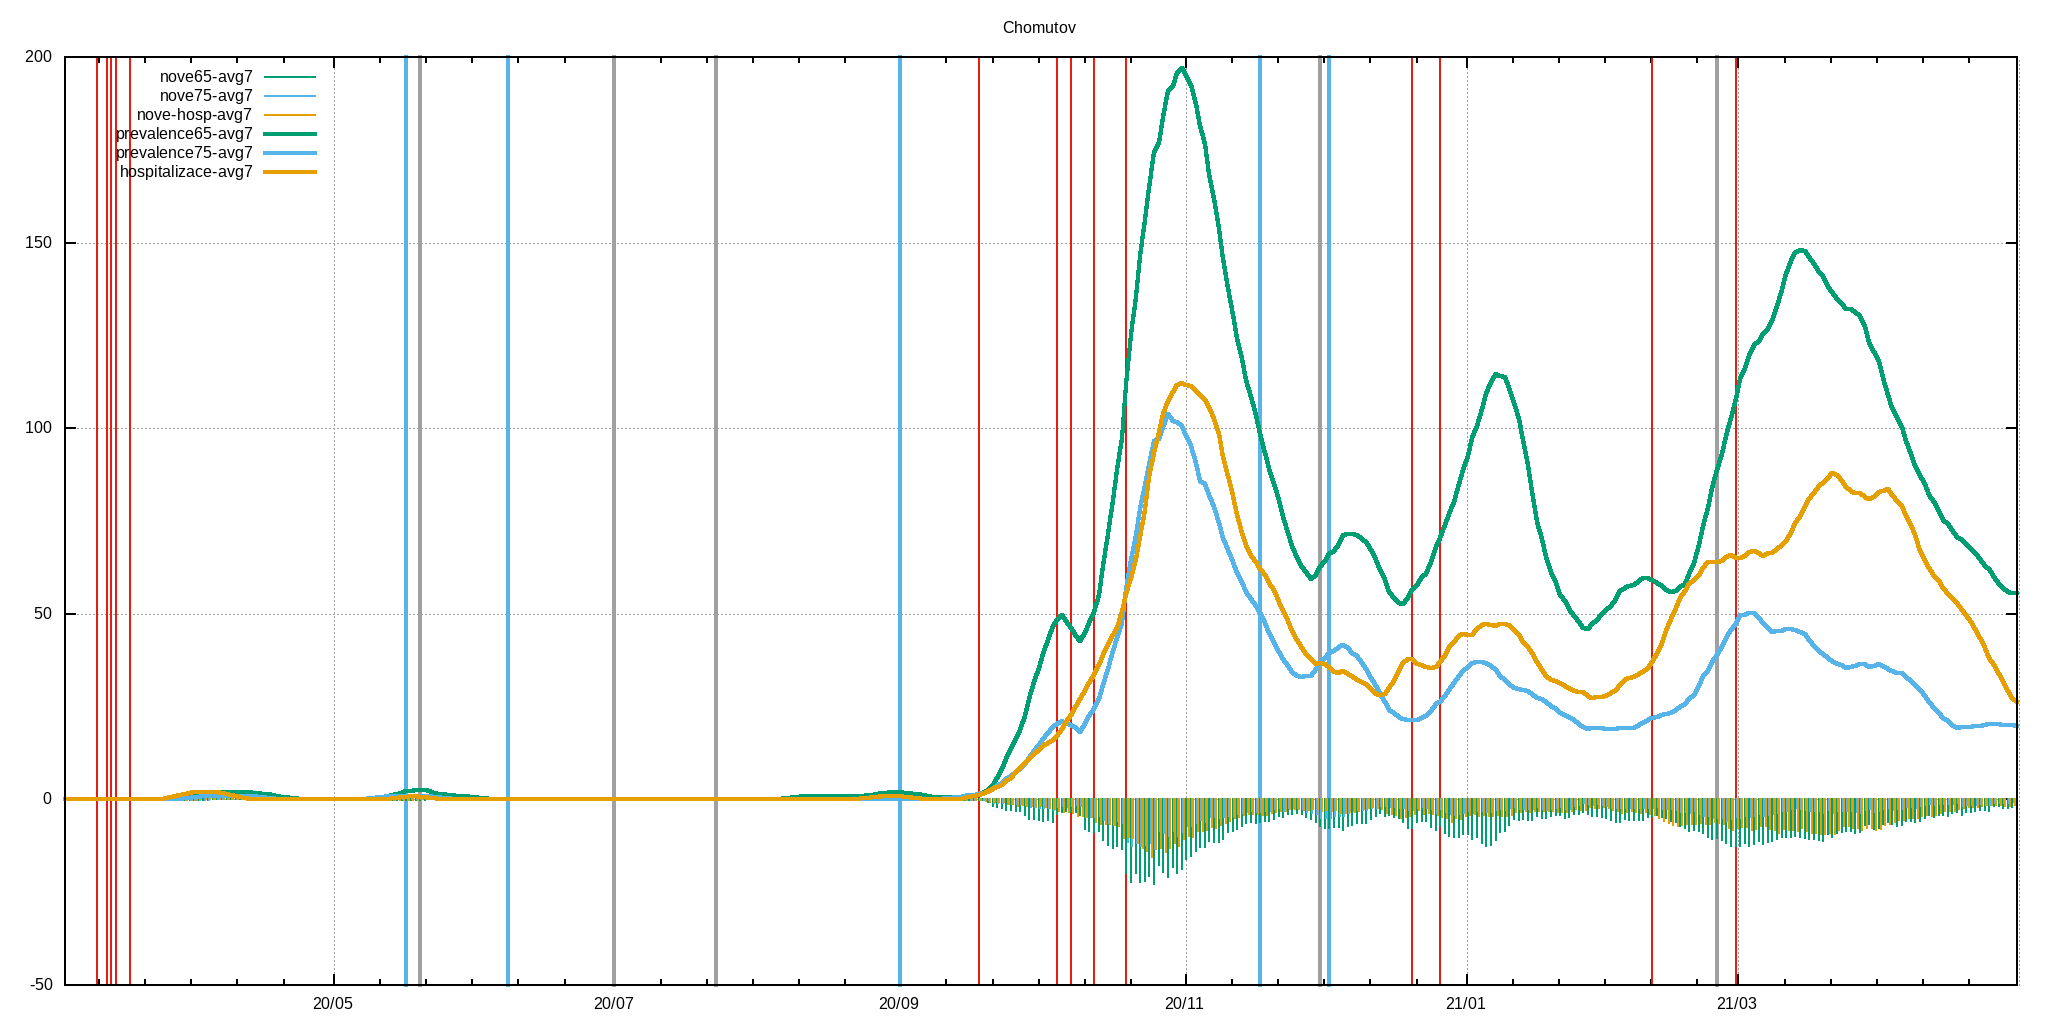 Chomutov
200
150
100
50
0
-50
nove65-avg7
nove75-avg7
nove-hosp-avg7
prevalence65-avg7
prevalence75-avg7
hospitalizace-avg7
20/05 20/07 20/09 20/11 21/01 21/03